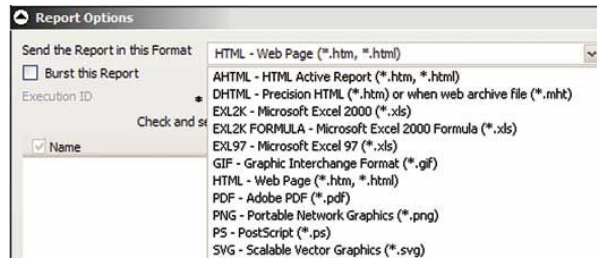 Report Options
Send the Report in this Format HTML - Web Page (*.htm, *.html)
Burst this Report
AHTML - HTML Active Report (*.htm, *.html)
DHTML - Precision HTML (*.htm) or when web archive file (*.mht)
Execution ID *
EXL2K - Microsoft Excel 2000 (*.xls)
Check and se
EXL2K FORMULA - Microsoft Excel 2000 Formula (*.xls)
Name
EXL97 - Microsoft Excel 97 (*.xls)
GIF - Graphic Interchange Format (*.gif)
HTML - Web Page (*.htm, *.html)
PDF - Adobe PDF (*.pdf)
PNG - Portable Network Graphics (*.png)
PS - PostScript (*.ps)
SVG - Scalable Vector Graphics (*.svg)